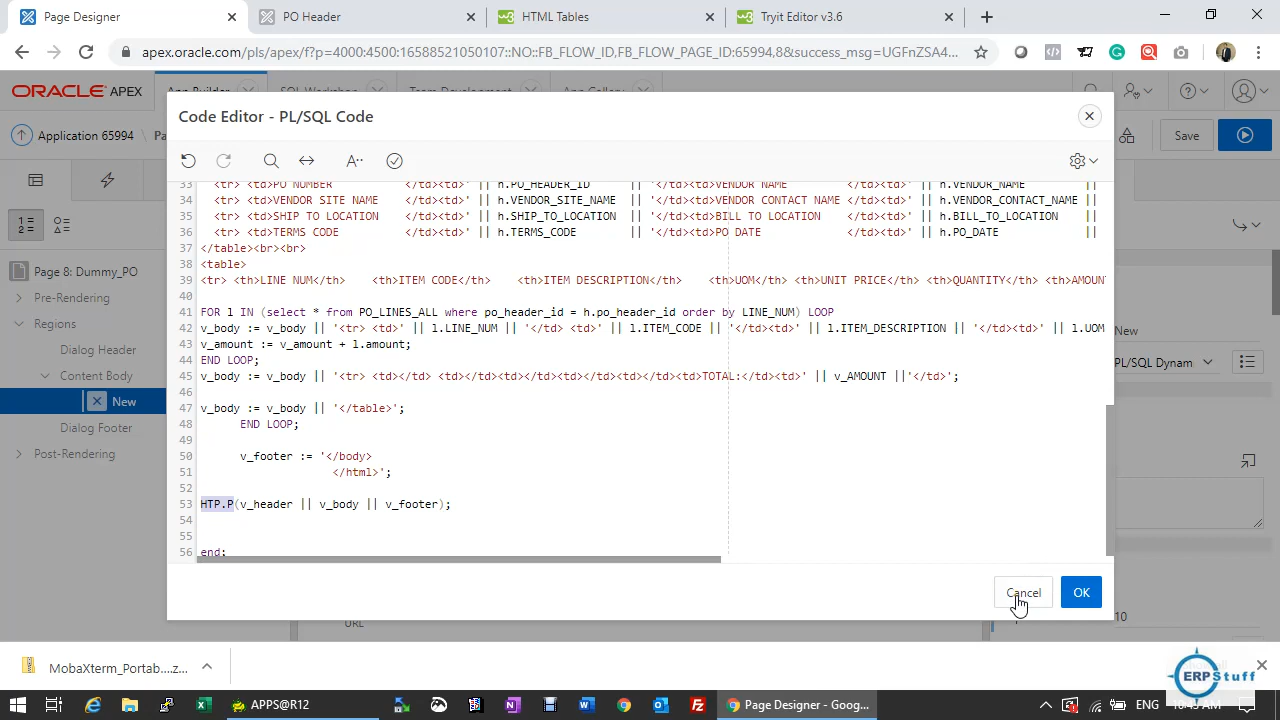 Page Designer
PO Header
HTML Tables
Tryit Editor v3.6
apex.oracle.com/pls/apex/f?p=4000:4500:16588521050107::NO::FB_FLOW_ID,FB_FLOW_PAGE_ID:65994,8&success_msg=UGFnZSA4...
ORACLE APEX
App Builder
SQL Workshop
Team Development
App Gallery
Application 65994
Save
Code Editor - PL/SQL Code
33 <tr> <td>PO NUMBER </td><td>' || h.PO_HEADER_ID || '</td><td>VENDOR NAME </td><td>' || h.VENDOR_NAME ||
34 <tr> <td>VENDOR SITE NAME </td><td>' || h.VENDOR_SITE_NAME || '</td><td>VENDOR CONTACT NAME </td><td>' || h.VENDOR_CONTACT_NAME ||
35 <tr> <td>SHIP TO LOCATION </td><td>' || h.SHIP_TO_LOCATION || '</td><td>BILL TO LOCATION </td><td>' || h.BILL_TO_LOCATION ||
36 <tr> <td>TERMS CODE </td><td>' || h.TERMS_CODE || '</td><td>PO DATE </td><td>' || h.PO_DATE ||
37 </table><br><br>
38 <table>
39 <tr> <th>LINE NUM</th> <th>ITEM CODE</th> <th>ITEM DESCRIPTION</th> <th>UOM</th> <th>UNIT PRICE</th> <th>QUANTITY</th> <th>AMOUN
40
41 FOR l IN (select * from PO_LINES_ALL where po_header_id = h.po_header_id order by LINE_NUM) LOOP
42 v_body := v_body || '<tr> <td>' || l.LINE_NUM || '</td> <td>' || l.ITEM_CODE || '</td><td>' || l.ITEM_DESCRIPTION || '</td><td>' || l.UOM
43 v_amount := v_amount + l.amount;
44 END LOOP;
45 v_body := v_body || '<tr> <td></td> <td></td><td></td><td></td><td></td><td>TOTAL:</td><td>' || v_AMOUNT ||'</td>';
46
47 v_body := v_body || '</table>';
48 END LOOP;
49
50 v_footer := '</body>
51 </html>';
52
53 HTP.P(v_header || v_body || v_footer);
54
55
56 end;
Page 8: Dummy_PO
Pre-Rendering
Regions
Dialog Header
Content Body
New
Dialog Footer
Post-Rendering
New
PL/SQL Dynam
10
Cancel
OK
URL
MobaXterm_Portab....z...
ERPStuff
APPS@R12
Page Designer - Goog...
ENG